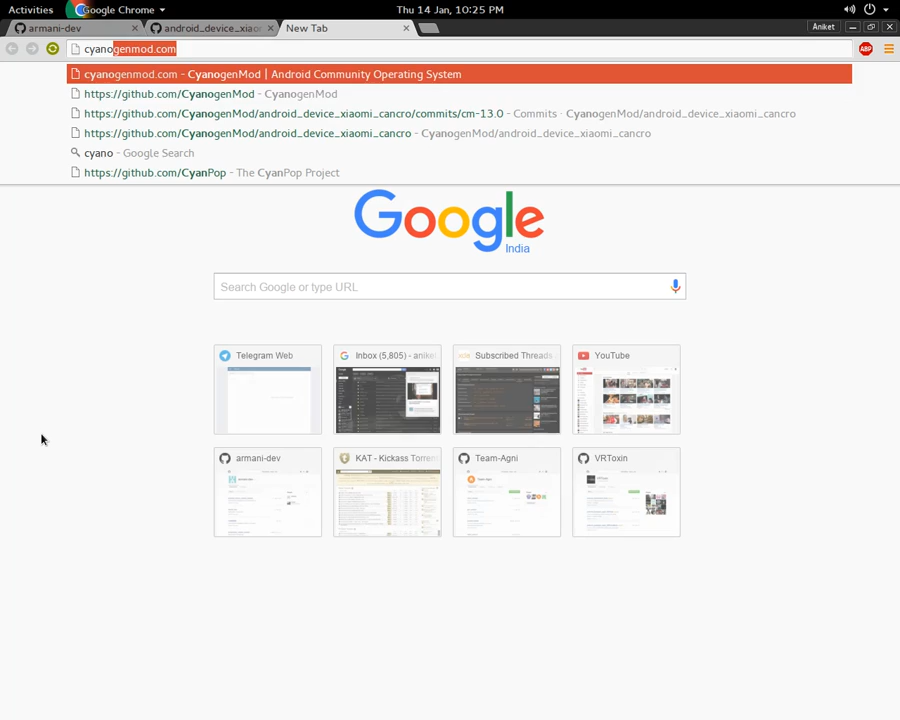 Activities Google Chrome Thu 14 Jan, 10:25 PM
armani-dev android_device_xiao New Tab Aniket
cyanogenmod.com ABP
cyanogenmod.com - CyanogenMod | Android Community Operating System
https://github.com/CyanogenMod - CyanogenMod
https://github.com/CyanogenMod/android_device_xiaomi_cancro/commits/cm-13.0 - Commits · CyanogenMod/android_device_xiaomi_cancro
https://github.com/CyanogenMod/android_device_xiaomi_cancro - CyanogenMod/android_device_xiaomi_cancro
cyano - Google Search
https://github.com/CyanPop - The CyanPop Project
Google
India
Search Google or type URL
Telegram Web Inbox (5,805) - anike Subscribed Threads YouTube
armani-dev KAT - Kickass Torren Team-Agni VRToxin